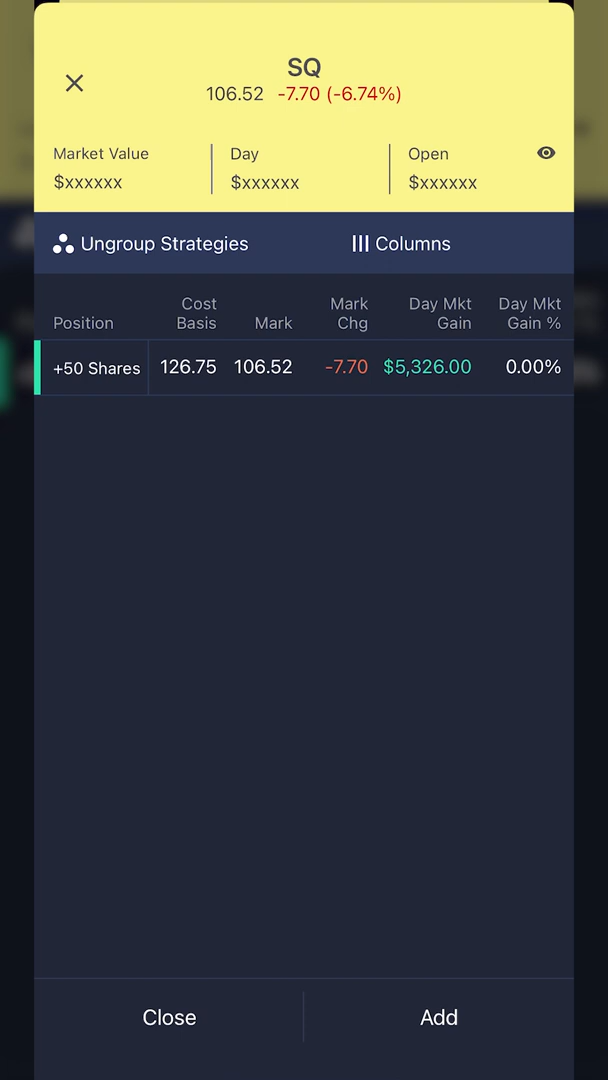 SQ
106.52 -7.70 (-6.74%)
Market Value Day Open
$xxxxxx $xxxxxx $xxxxxx
Ungroup Strategies Columns
Position Cost Basis Mark Mark Chg Day Mkt Gain Day Mkt Gain %
+50 Shares 126.75 106.52 -7.70 $5,326.00 0.00%
Close Add